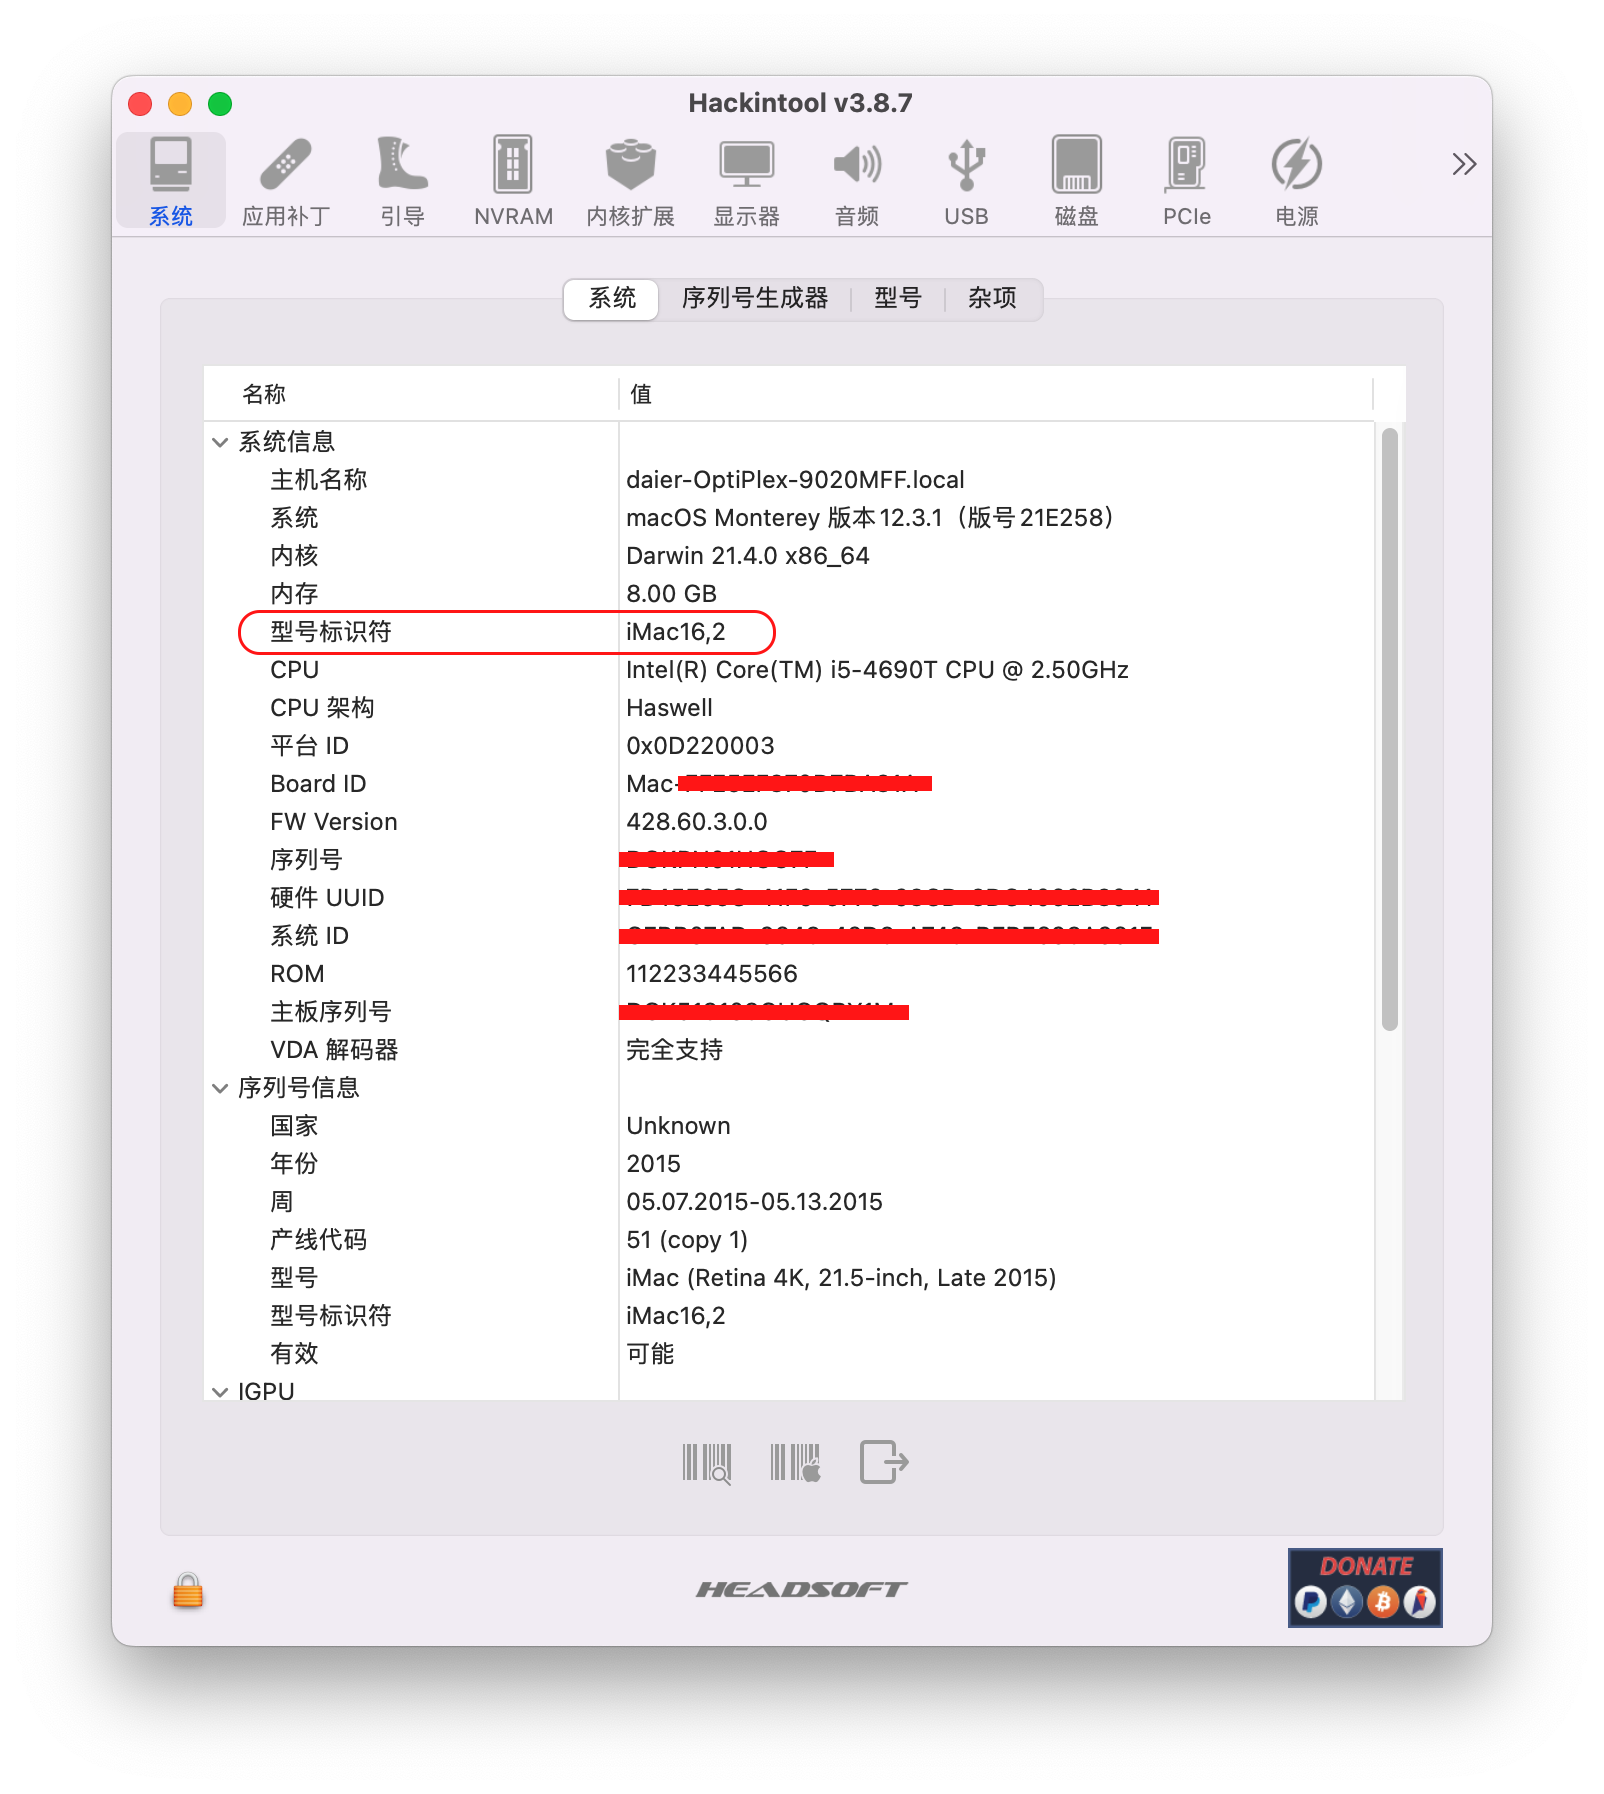 Hackintool v3.8.7
系统 应用补丁 引导 NVRAM 内核扩展 显示器 音频 USB 磁盘 PCIe 电源
系统 序列号生成器 型号 杂项
名称 值
系统信息
主机名称 daier-OptiPlex-9020MFF.local
系统 macOS Monterey 版本12.3.1（版号21E258）
内核 Darwin 21.4.0 x86_64
内存 8.00 GB
型号标识符 iMac16,2
CPU Intel(R) Core(TM) i5-4690T CPU @ 2.50GHz
CPU 架构 Haswell
平台 ID 0x0D220003
Board ID Mac-
FW Version 428.60.3.0.0
序列号
硬件 UUID
系统 ID
ROM 112233445566
主板序列号
VDA 解码器 完全支持
序列号信息
国家 Unknown
年份 2015
周 05.07.2015-05.13.2015
产线代码 51 (copy 1)
型号 iMac (Retina 4K, 21.5-inch, Late 2015)
型号标识符 iMac16,2
有效 可能
IGPU
HEADSOFT
DONATE